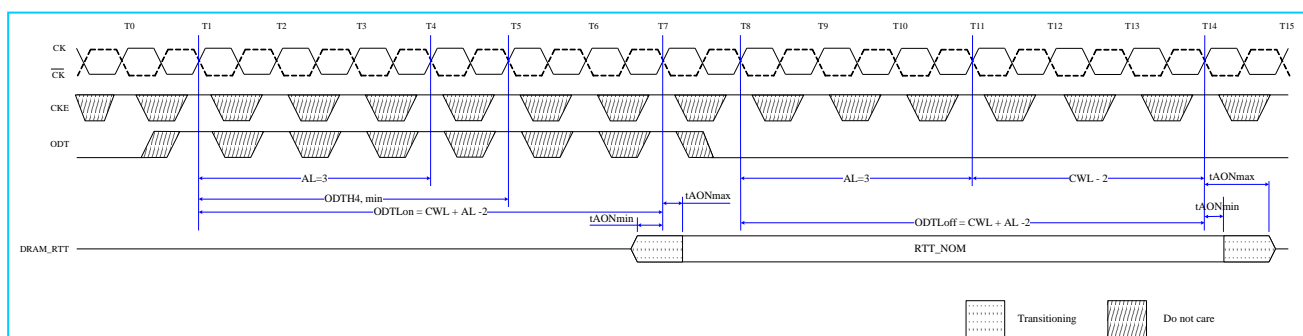 T0 T1 T2 T3 T4 T5 T6 T7 T8 T9 T10 T11 T12 T13 T14 T15
CK
CK
CKE
ODT
AL=3
AL=3
CWL - 2
tAONmax
ODTH4, min
tAONmax
ODTLon = CWL + AL -2
tAONmin
tAONmin
ODTLoff = CWL + AL -2
DRAM_RTT
RTT_NOM
Transitioning
Do not care